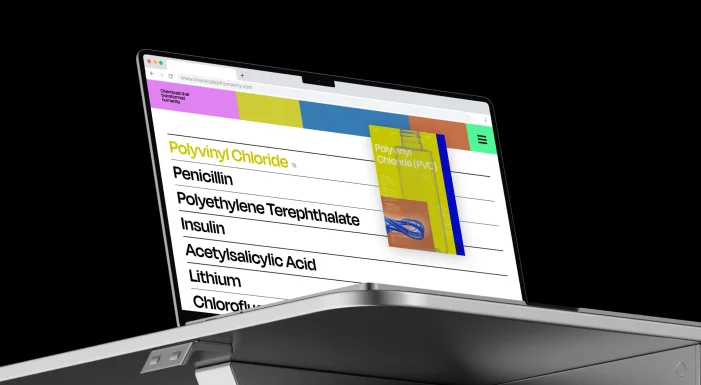 Chemicals that
transformed
humanity
Polyvinyl Chloride
Polyvinyl
Chloride (PVC)
Penicillin
Polyethylene Terephthalate
Insulin
Acetylsalicylic Acid
Lithium